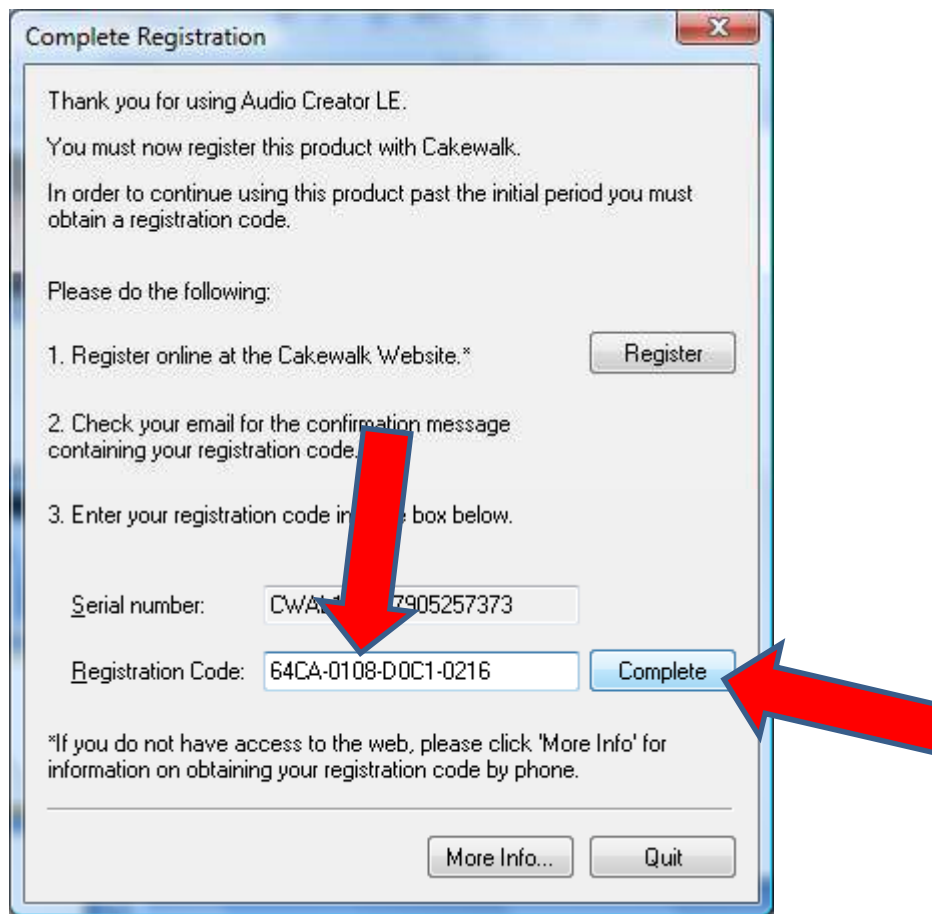 Complete Registration
Thank you for using Audio Creator LE.
You must now register this product with Cakewalk.
In order to continue using this product past the initial period you must
obtain a registration code.
Please do the following:
1. Register online at the Cakewalk Website.*
Register
2. Check your email for the confirmation message
containing your registration code.
3. Enter your registration code in box below.
Serial number: 7905257373
Registration Code: 64CA-0108-D0C1-0216
Complete
*If you do not have access to the web, please click 'More Info' for
information on obtaining your registration code by phone.
More Info...
Quit